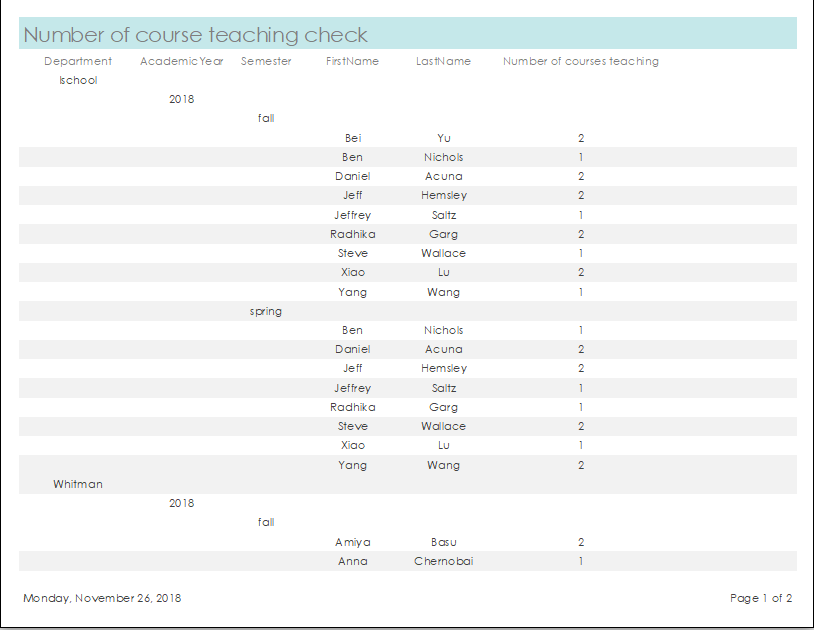 Number of course teaching check
Department AcademicYear Semester FirstName LastName Number of courses teaching
Ischool
2018
fall
Bei Yu 2
Ben Nichols 1
Daniel Acuna 2
Jeff Hemsley 2
Jeffrey Saltz 1
Radhika Garg 2
Steve Wallace 1
Xiao Lu 2
Yang Wang 1
spring
Ben Nichols 1
Daniel Acuna 2
Jeff Hemsley 2
Jeffrey Saltz 1
Radhika Garg 1
Steve Wallace 2
Xiao Lu 1
Yang Wang 2
Whitman
2018
fall
Amiya Basu 2
Anna Chernobai 1
Monday, November 26, 2018 Page 1 of 2